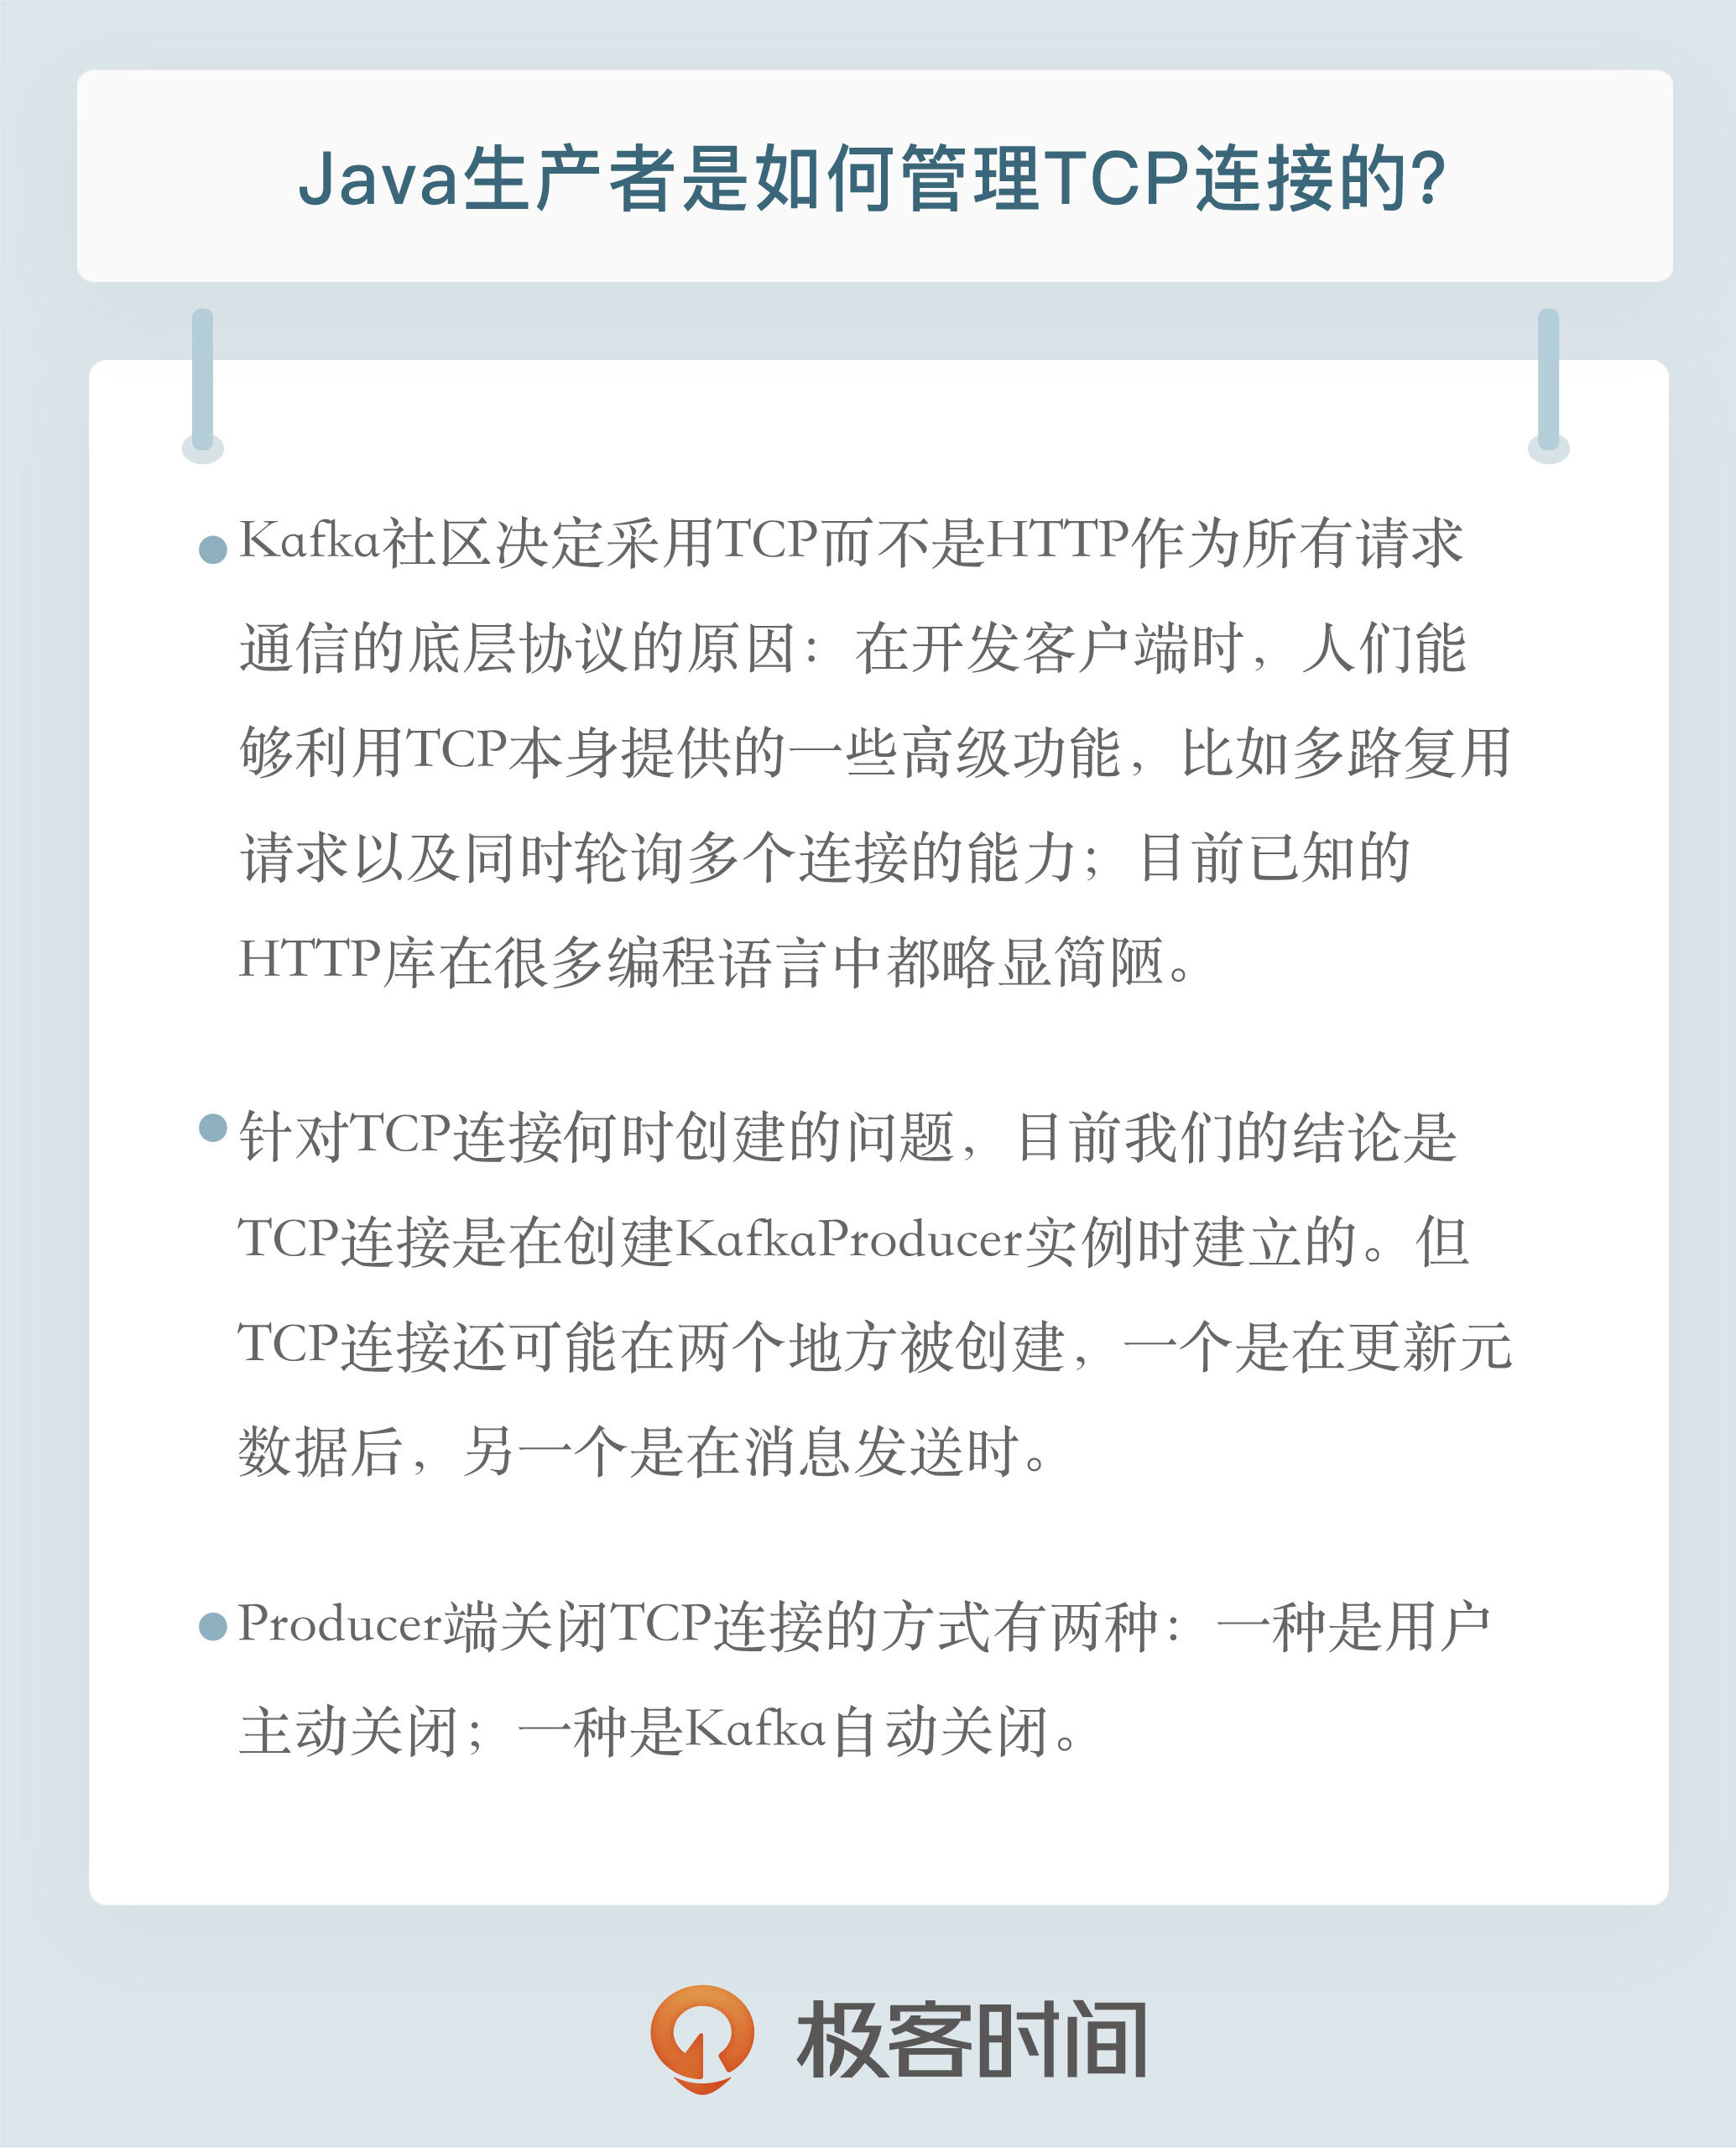 Java生产者是如何管理TCP连接的?
Kafka社区决定采用TCP而不是HTTP作为所有请求
通信的底层协议的原因：在开发客户端时，人们能
够利用TCP本身提供的一些高级功能，比如多路复用
请求以及同时轮询多个连接的能力；目前已知的
HTTP库在很多编程语言中都略显简陋。
针对TCP连接何时创建的问题，目前我们的结论是
TCP连接是在创建KafkaProducer实例时建立的。但
TCP连接还可能在两个地方被创建，一个是在更新元
数据后，另一个是在消息发送时。
Producer端关闭TCP连接的方式有两种：一种是用户
主动关闭；一种是Kafka自动关闭。
极客时间